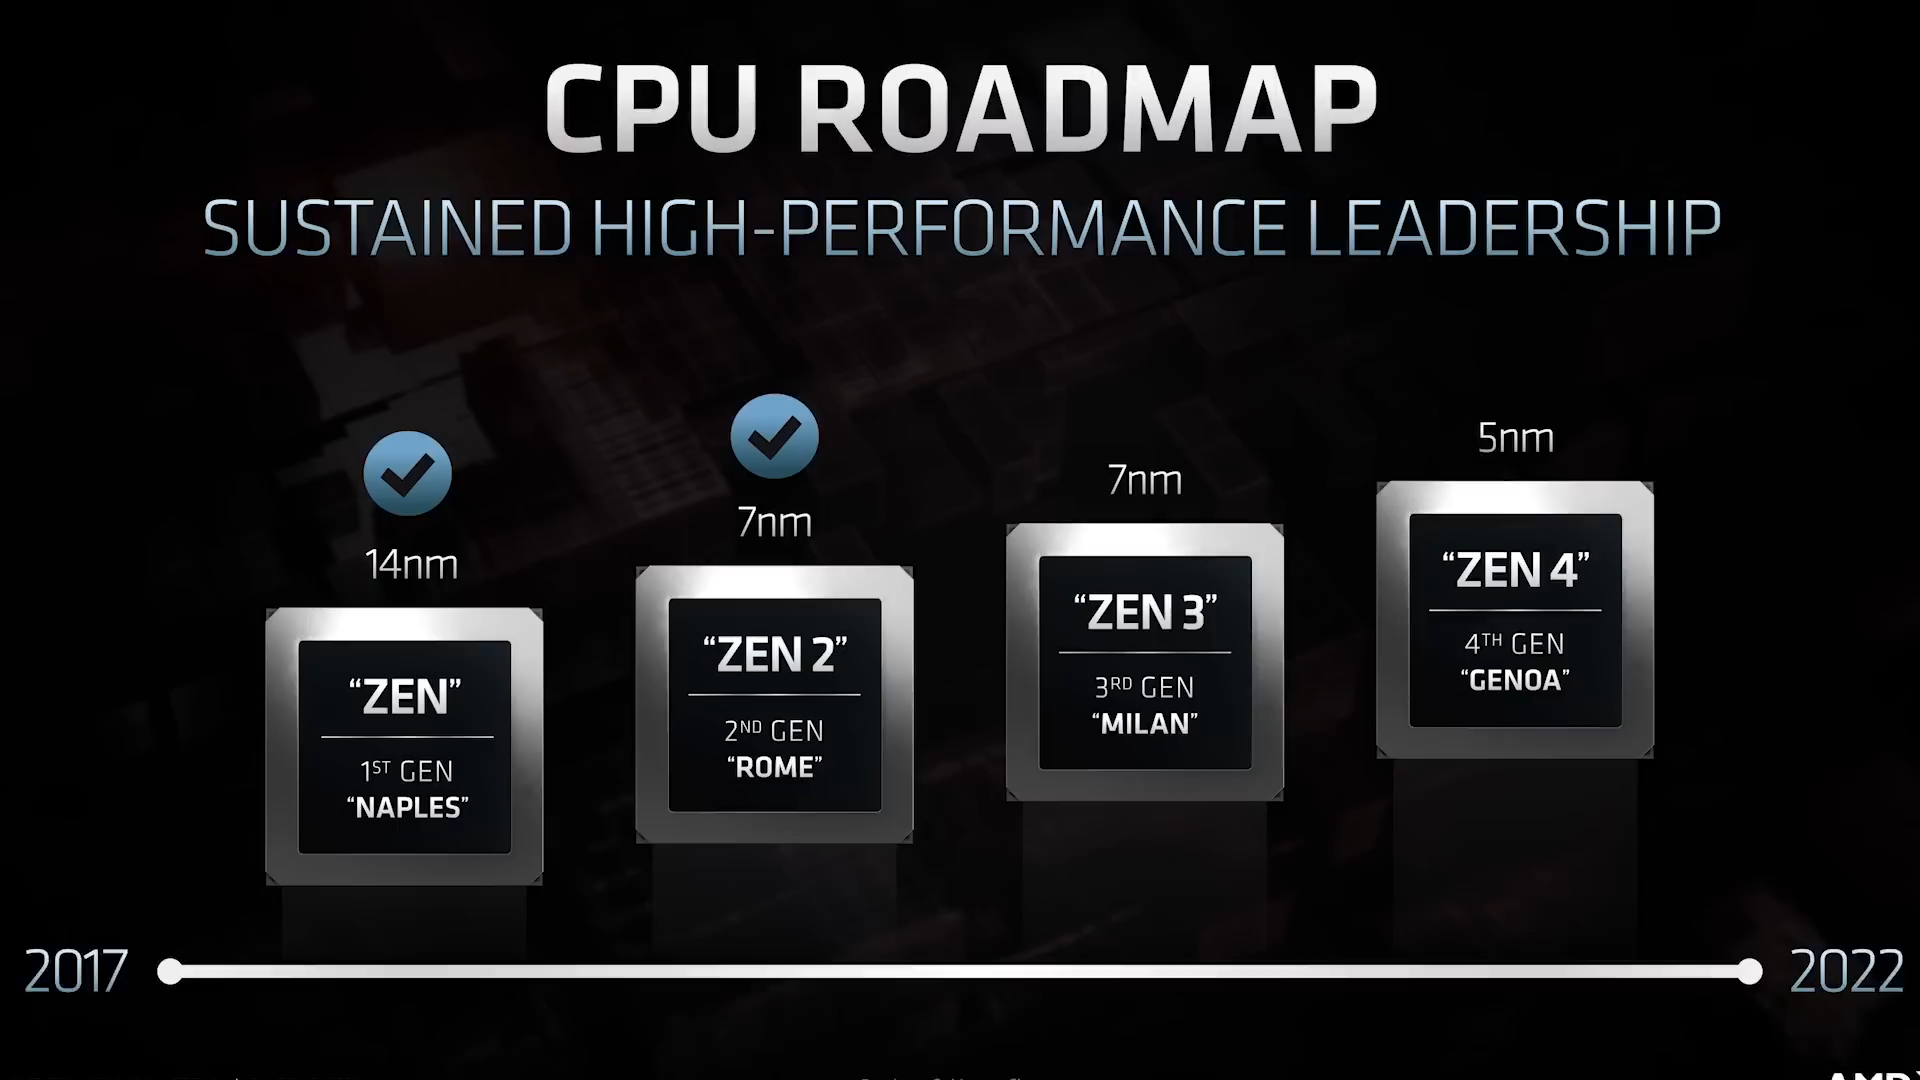 CPU ROADMAP
SUSTAINED HIGH-PERFORMANCE LEADERSHIP
14nm
7nm
7nm
5nm
“ZEN”
1ST GEN
“NAPLES”
“ZEN 2”
2ND GEN
“ROME”
“ZEN 3”
3RD GEN
“MILAN”
“ZEN 4”
4TH GEN
“GENOA”
2017
2022
AMD